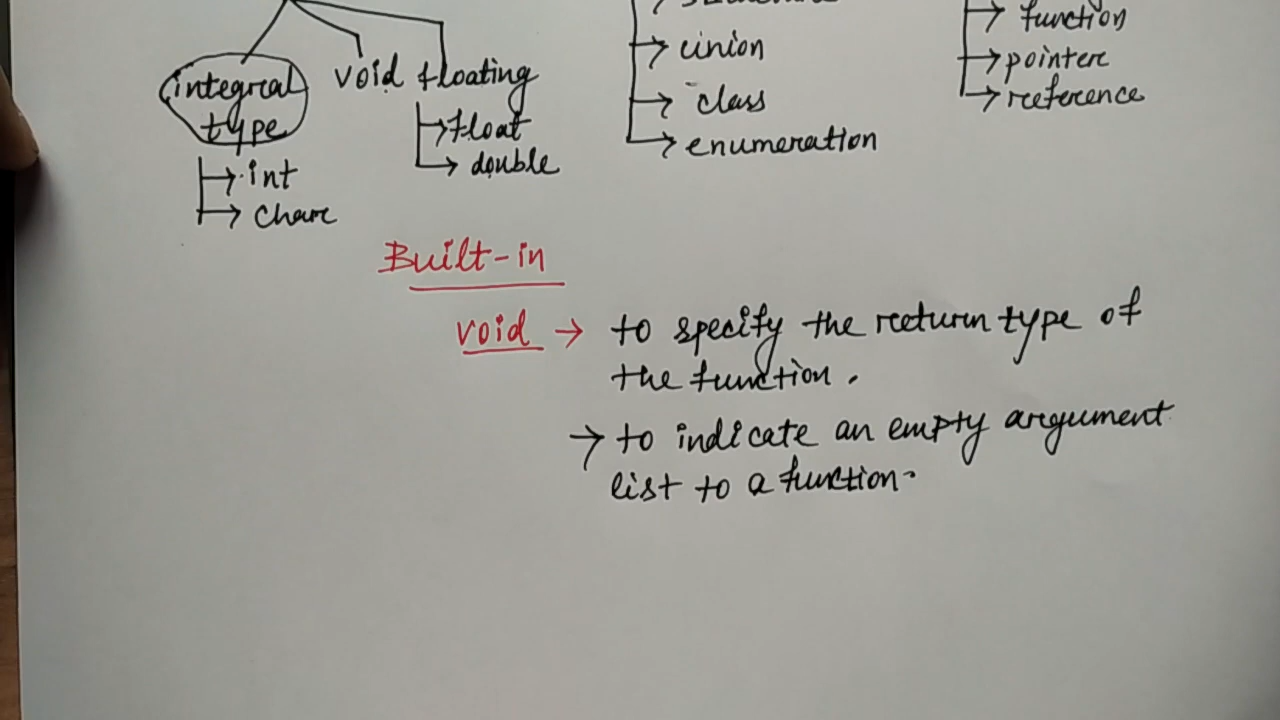 function
union
pointer
integral
type
void
floating
class
reference
float
enumeration
double
int
char
Built-in
void → to specify the return type of
the function.
→ to indicate an empty argument
list to a function.